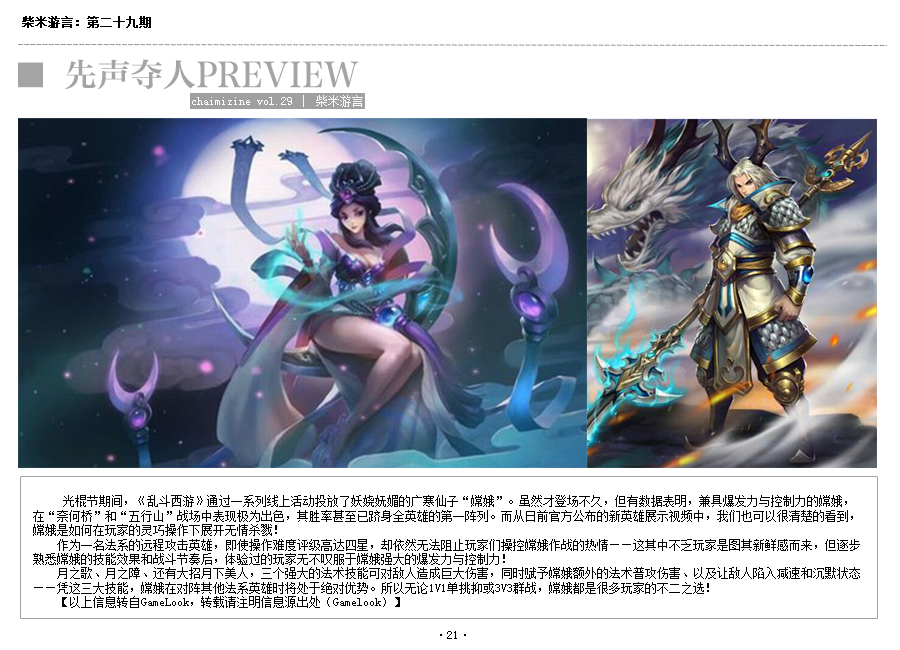 柴米游言：第二十九期
先声夺人PREVIEW
chaimizine vol.29 | 柴米游言
光棍节期间，《乱斗西游》通过一系列线上活动投放了妖娆妩媚的广寒仙子“嫦娥”。虽然才登场不久，但有数据表明，兼具爆发力与控制力的嫦娥，
在“奈何桥”和“五行山”战场中表现极为出色，其胜率甚至已跻身全英雄的第一阵列。而从日前官方公布的新英雄展示视频中，我们也可以很清楚的看到，
嫦娥是如何在玩家的灵巧操作下展开无情杀戮！
作为一名法系的远程攻击英雄，即使操作难度评级高达四星，却依然无法阻止玩家们操控嫦娥作战的热情——这其中不乏玩家是图其新鲜感而来，但逐步
熟悉嫦娥的技能效果和战斗节奏后，体验过的玩家无不叹服于嫦娥强大的爆发力与控制力！
月之歌、月之障、还有大招月下美人，三个强大的法术技能可对敌人造成巨大伤害，同时赋予嫦娥额外的法术普攻伤害、以及让敌人陷入减速和沉默状态
——凭这三大技能，嫦娥在对阵其他法系英雄时将处于绝对优势。所以无论1V1单挑抑或3V3群战，嫦娥都是很多玩家的不二之选！
【以上信息转自GameLook，转载请注明信息源出处（Gamelook）】
·21·